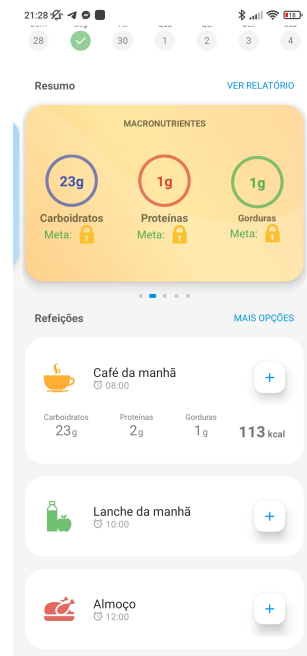 21:28
18
28 30 1 2 3 4
Resumo VER RELATÓRIO
MACRONUTRIENTES
23g 1g 1g
Carboidratos Proteínas Gorduras
Meta: Meta: Meta:
Refeições MAIS OPÇÕES
Café da manhã
08:00
+
Carboidratos Proteínas Gorduras
23g 2g 1g 113 kcal
Lanche da manhã
10:00
+
Almoço
12:00
+